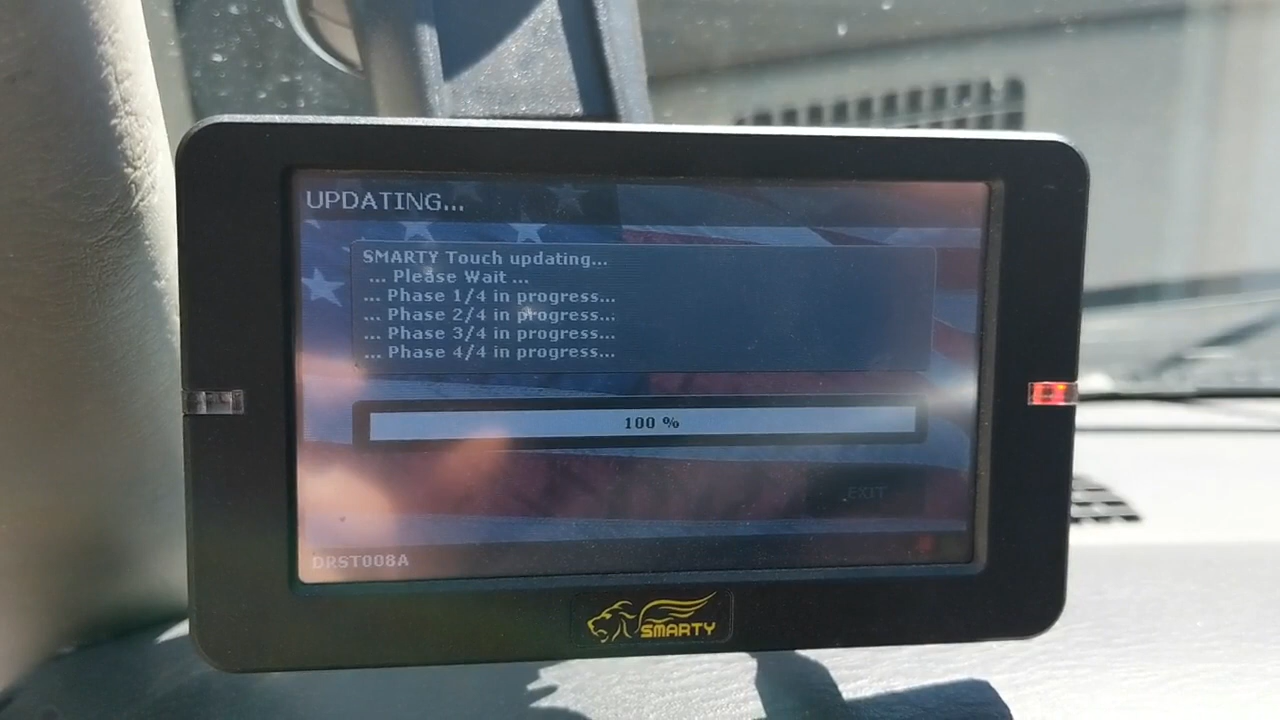 UPDATING...
SMARTY Touch updating...
... Please Wait ...
... Phase 1/4 in progress...
... Phase 2/4 in progress...
... Phase 3/4 in progress...
... Phase 4/4 in progress...
100 %
EXIT
DRST008A
SMARTY